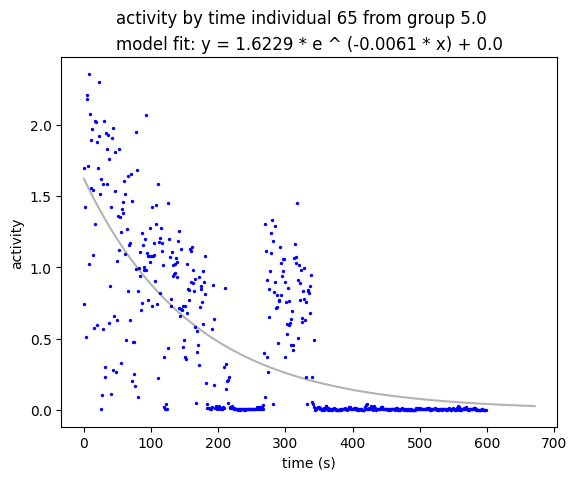 activity by time individual 65 from group 5.0
model fit: y = 1.6229 * e ^ (-0.0061 * x) + 0.0
2.0
1.5
1.0
0.5
0.0
activity
0 100 200 300 400 500 600 700
time (s)